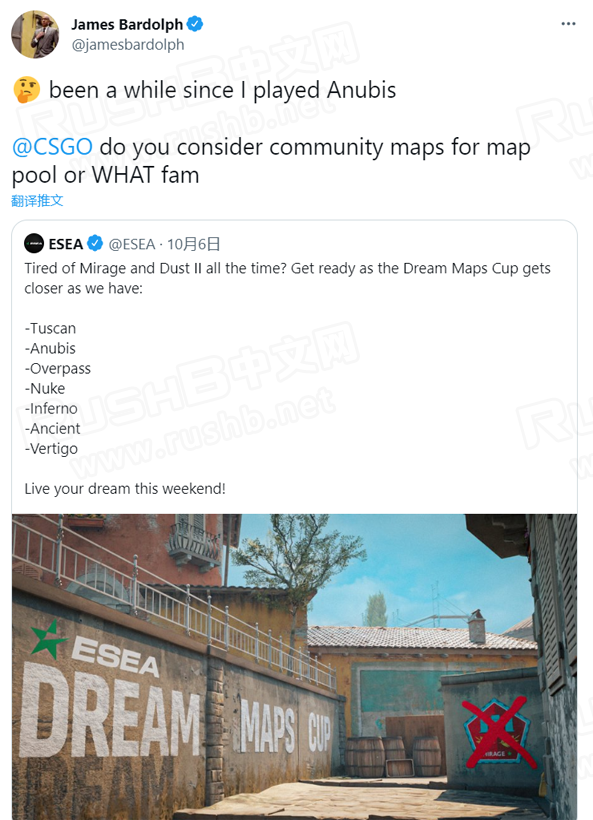 James Bardolph
@jamesbardolph
🤔 been a while since I played Anubis
@CSGO do you consider community maps for map
pool or WHAT fam
翻译推文
ESEA @ESEA · 10月6日
Tired of Mirage and Dust II all the time? Get ready as the Dream Maps Cup gets
closer as we have:
-Tuscan
-Anubis
-Overpass
-Nuke
-Inferno
-Ancient
-Vertigo
Live your dream this weekend!
ESEA
DREAM MAPS CUP
MIRAGE
RUSHB中文网
www.rushb.net